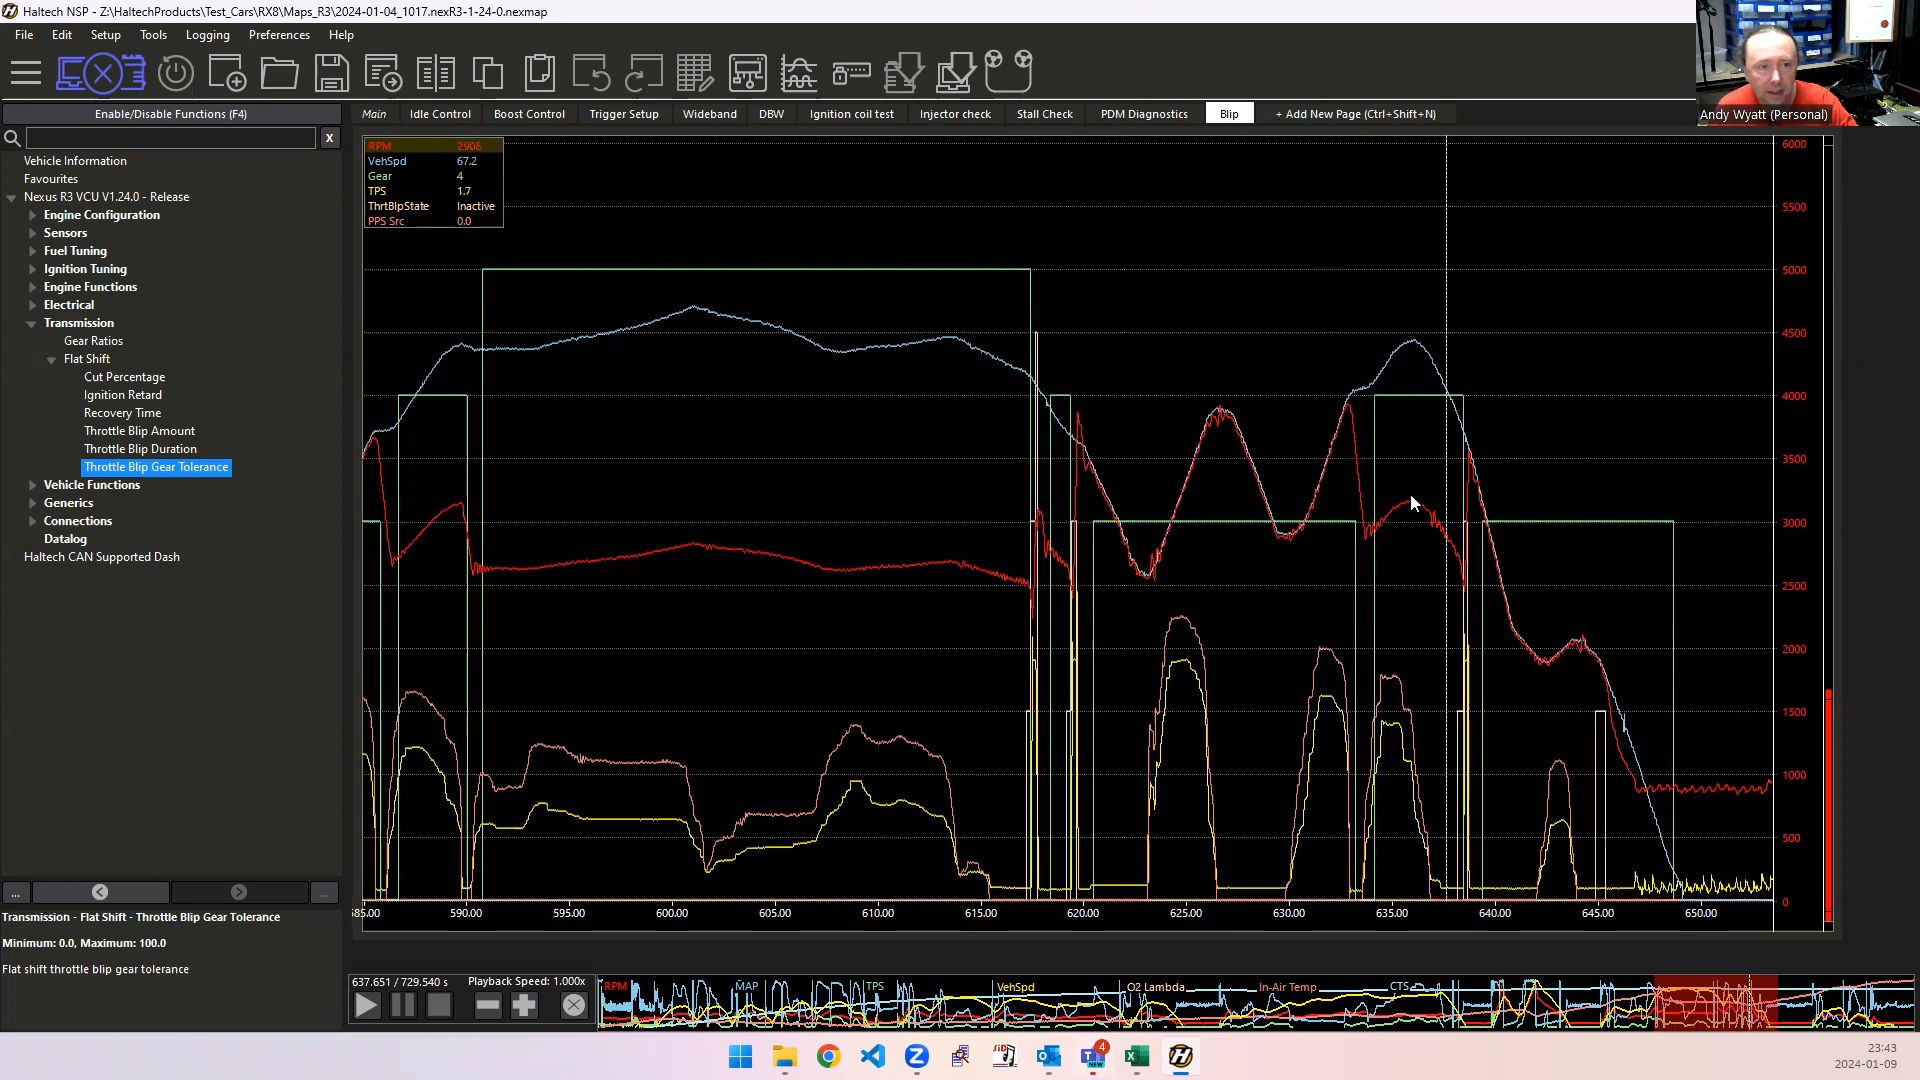 Haltech NSP - Z:\HaltechProducts\Test_Cars\RX8\Maps_R3\2024-01-04_1017.nexR3-1-24-0.nexmap
File Edit Setup Tools Logging Preferences Help
Andy Wyatt (Personal)
Enable/Disable Functions (F4)
Main Idle Control Boost Control Trigger Setup Wideband DBW Ignition coil test Injector check Stall Check PDM Diagnostics Blip + Add New Page (Ctrl+Shift+N)
X
Vehicle Information
Favourites
Nexus R3 VCU V1.24.0 - Release
Engine Configuration
Sensors
Fuel Tuning
Ignition Tuning
Engine Functions
Electrical
Transmission
Gear Ratios
Flat Shift
Cut Percentage
Ignition Retard
Recovery Time
Throttle Blip Amount
Throttle Blip Duration
Throttle Blip Gear Tolerance
Vehicle Functions
Generics
Connections
Datalog
Haltech CAN Supported Dash
... ...
Transmission - Flat Shift - Throttle Blip Gear Tolerance
Minimum: 0.0, Maximum: 100.0
Flat shift throttle blip gear tolerance
RPM 2906
VehSpd 67.2
Gear 4
TPS 1.7
ThrtBlpState Inactive
PPS Src 0.0
6000
5500
5000
4500
4000
3500
3000
2500
2000
1500
1000
500
0
585.00 590.00 595.00 600.00 605.00 610.00 615.00 620.00 625.00 630.00 635.00 640.00 645.00 650.00
637.651 / 729.540 s Playback Speed: 1.000x
RPM MAP TPS VehSpd O2 Lambda In-Air Temp CTS
4
NEW
23:43
2024-01-09